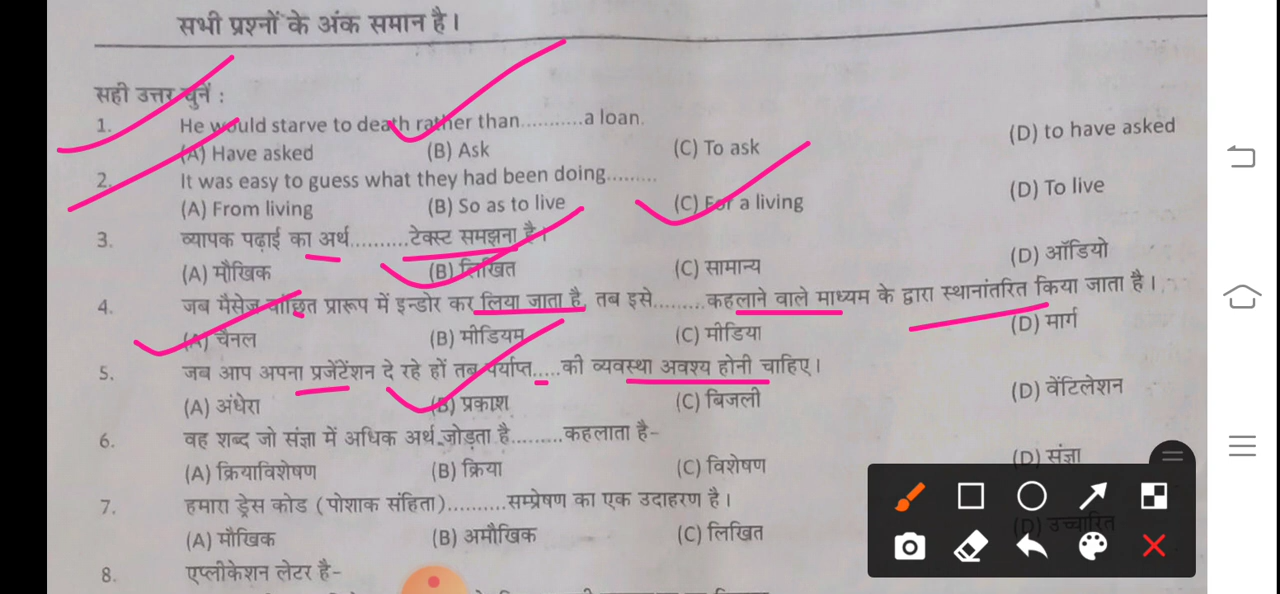 सभी प्रश्नों के अंक समान है।
सही उत्तर चुनें :
1. He would starve to death rather than...........a loan.
(A) Have asked (B) Ask (C) To ask (D) to have asked
2. It was easy to guess what they had been doing.........
(A) From living (B) So as to live (C) For a living (D) To live
3. व्यापक पढ़ाई का अर्थ..........टेक्स्ट समझना है।
(A) मौखिक (B) लिखित (C) सामान्य (D) ऑडियो
4. जब मैसेज वांछित प्रारूप में इन्डोर कर लिया जाता है, तब इसे.........कहलाने वाले माध्यम के द्वारा स्थानांतरित किया जाता है।
(A) चैनल (B) मीडियम (C) मीडिया (D) मार्ग
5. जब आप अपना प्रजेंटेंशन दे रहे हों तब पर्याप्त.....की व्यवस्था अवश्य होनी चाहिए।
(A) अंधेरा (B) प्रकाश (C) बिजली (D) वेंटिलेशन
6. वह शब्द जो संज्ञा में अधिक अर्थ जोड़ता है.........कहलाता है-
(A) क्रियाविशेषण (B) क्रिया (C) विशेषण (D) संज्ञा
7. हमारा ड्रेस कोड (पोशाक संहिता)..........सम्प्रेषण का एक उदाहरण है।
(A) मौखिक (B) अमौखिक (C) लिखित (D) उच्चारित
8. एप्लीकेशन लेटर है-